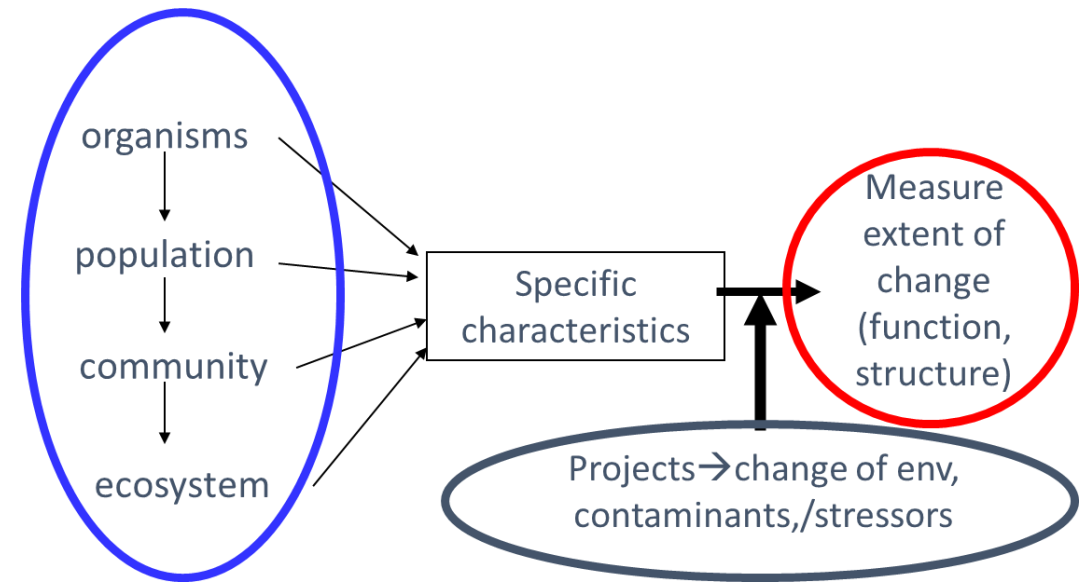 organisms
population
community
ecosystem
Specific
characteristics
Measure
extent of
change
(function,
structure)
Projects→change of env,
contaminants,/stressors